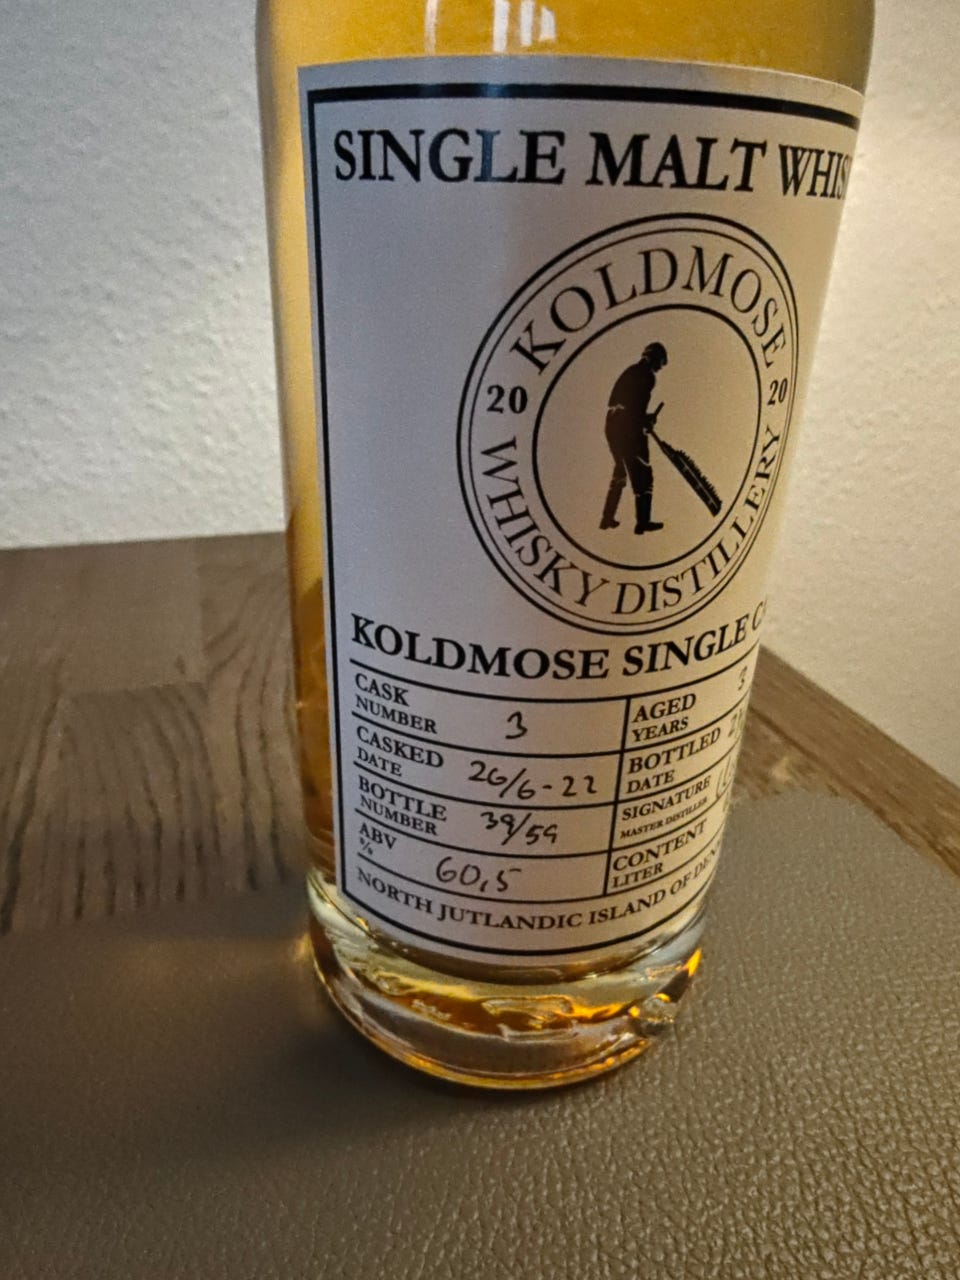 SINGLE MALT WHIS
KOLDMOSE
20 20
WHISKY DISTILLERY
KOLDMOSE SINGLE
CASK NUMBER 3
AGED YEARS 3
CASKED DATE 26/6-22
BOTTLED DATE
BOTTLE NUMBER 39/59
SIGNATURE MASTER DISTILLER
ABV % 60,5
CONTENT LITER
NORTH JUTLANDIC ISLAND OF DEN